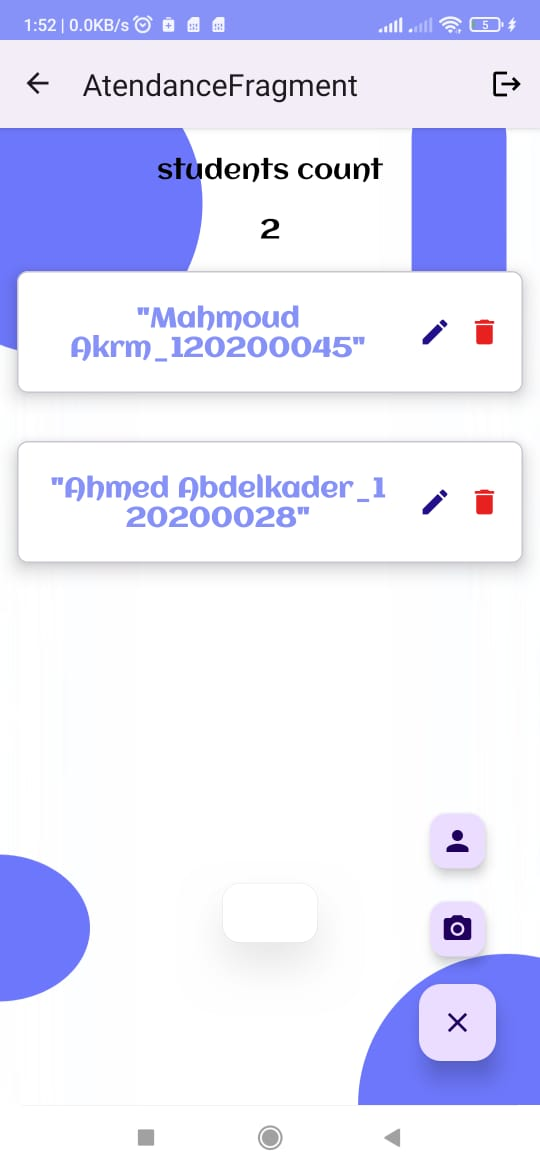 1:52 | 0.0KB/s
5
AtendanceFragment
students count
2
"Mahmoud
Akrm_120200045"
"Ahmed Abdelkader_1
20200028"